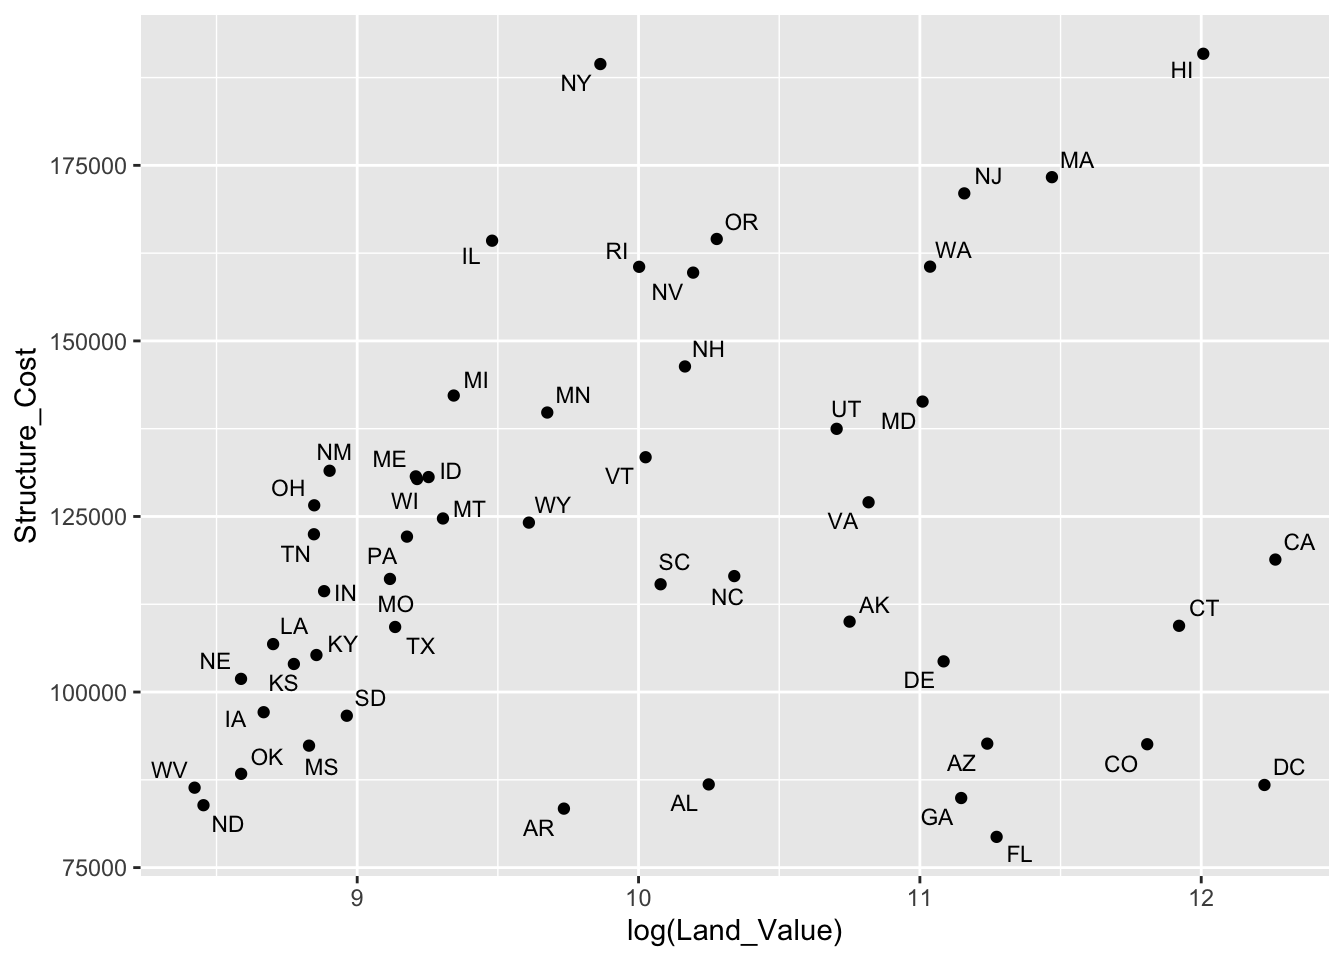 NY
HI
MA
175000
NJ
OR
RI
WA
IL
NV
150000
NH
MI
MN
UT
MD
NM
ME
ID
VT
OH
WI
MT
WY
125000
VA
TN
PA
SC
CA
IN
MO
NC
AK
CT
LA
KY
TX
NE
KS
DE
100000
SD
IA
OK
MS
AZ
CO
DC
WV
ND
AR
AL
GA
FL
75000
Structure_Cost
9
10
11
12
log(Land_Value)